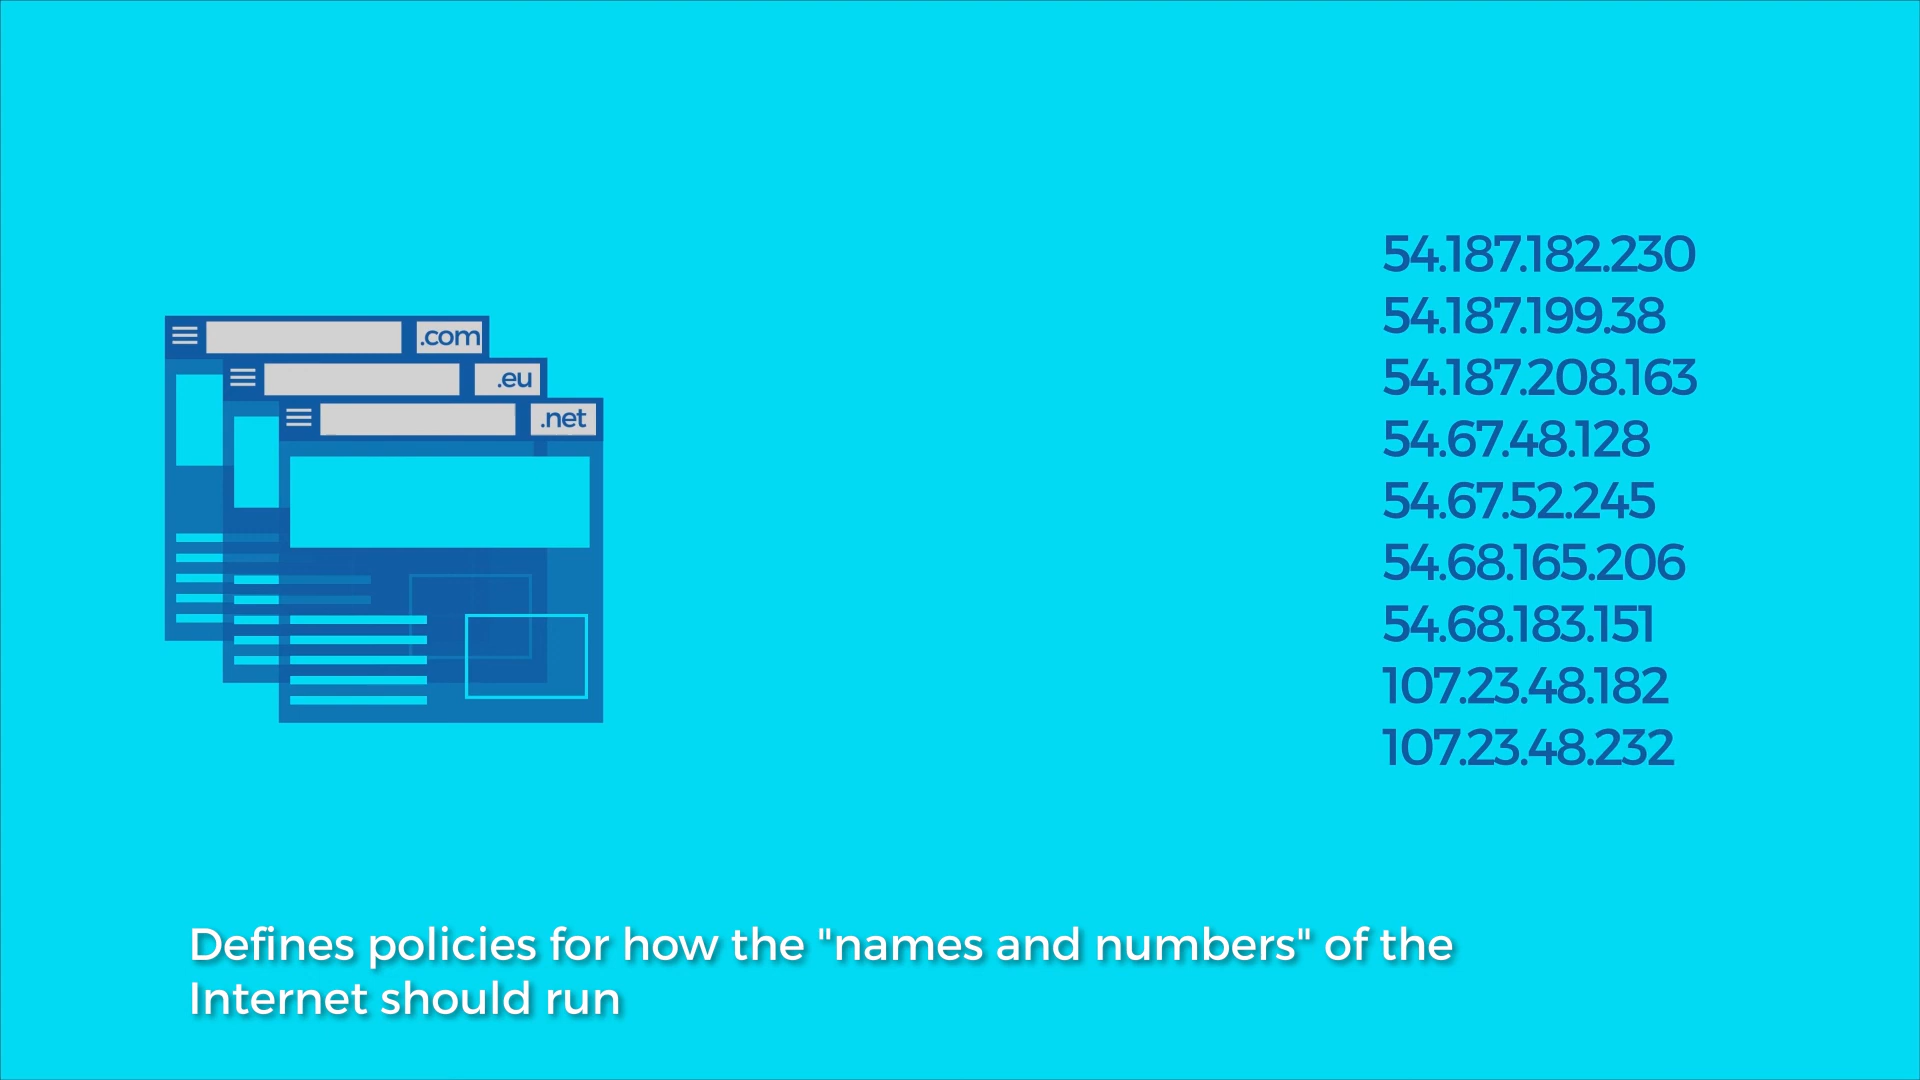 .com
.eu
.net
54.187.182.230
54.187.199.38
54.187.208.163
54.67.48.128
54.67.52.245
54.68.165.206
54.68.183.151
107.23.48.182
107.23.48.232
Defines policies for how the "names and numbers" of the
Internet should run